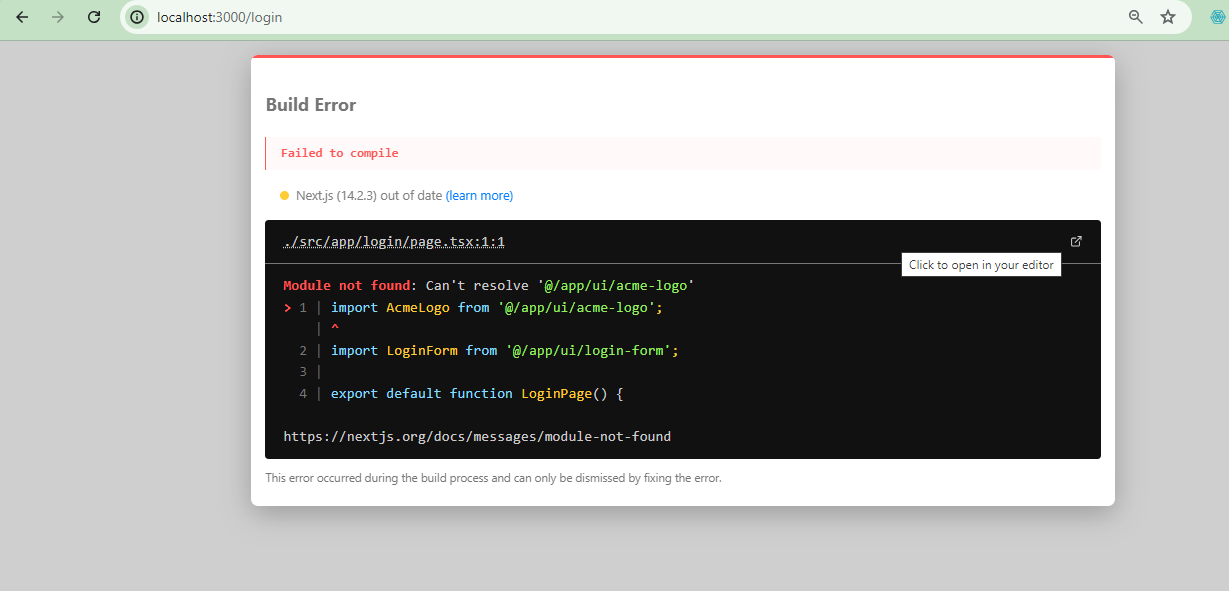 localhost:3000/login
Build Error
Failed to compile
Next.js (14.2.3) out of date (learn more)
./src/app/login/page.tsx:1:1
Click to open in your editor
Module not found: Can't resolve '@/app/ui/acme-logo'
> 1 | import AcmeLogo from '@/app/ui/acme-logo';
| ^
2 | import LoginForm from '@/app/ui/login-form';
3 |
4 | export default function LoginPage() {
https://nextjs.org/docs/messages/module-not-found
This error occurred during the build process and can only be dismissed by fixing the error.